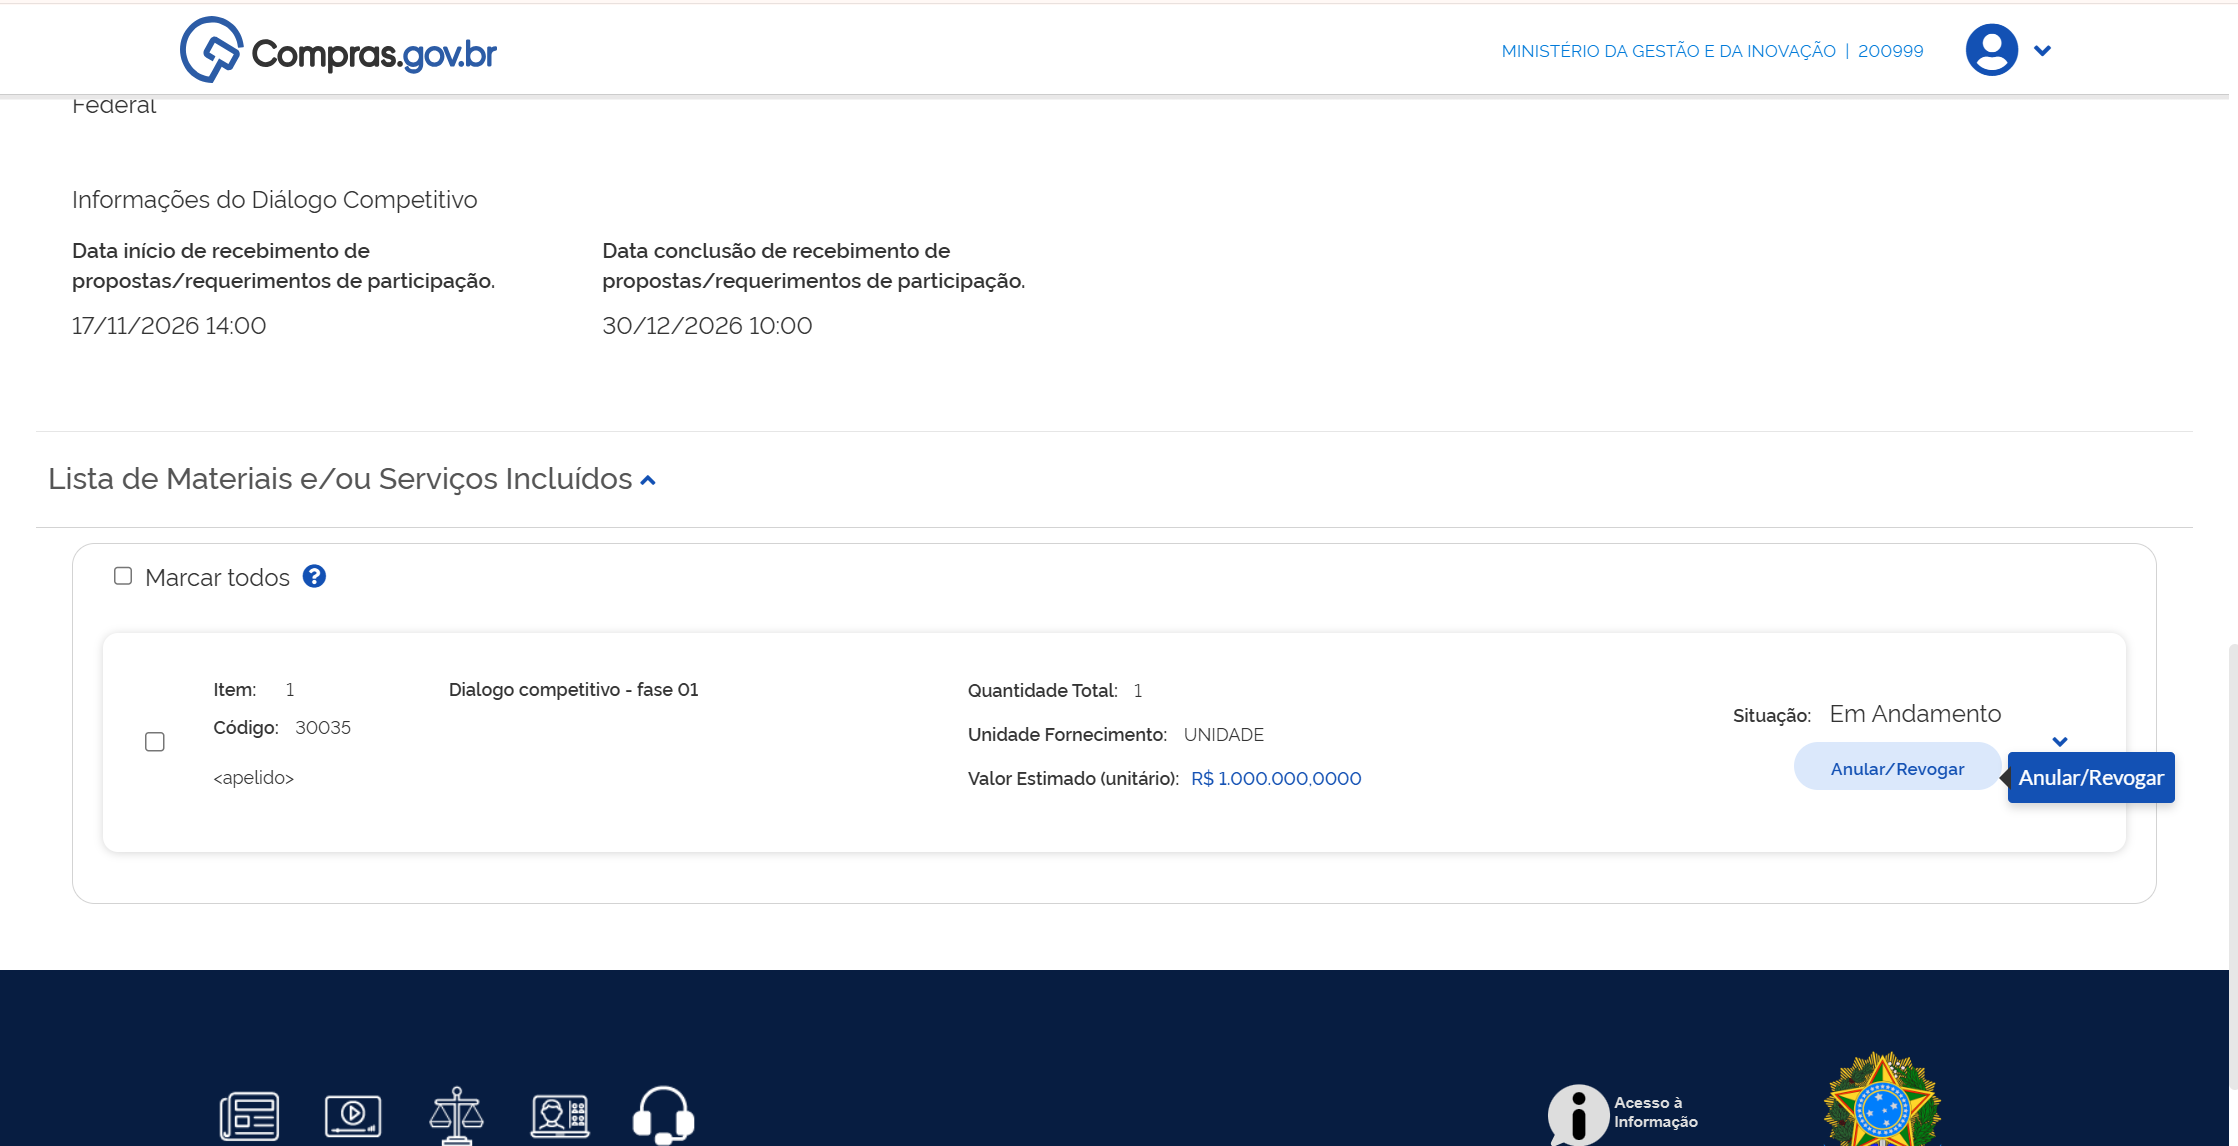 Compras.gov.br
MINISTÉRIO DA GESTÃO E DA INOVAÇÃO | 200999
Federal
Informações do Diálogo Competitivo
Data início de recebimento de
propostas/requerimentos de participação.
17/11/2026 14:00
Data conclusão de recebimento de
propostas/requerimentos de participação.
30/12/2026 10:00
Lista de Materiais e/ou Serviços Incluídos
Marcar todos ?
Item: 1
Código: 30035
<apelido>
Dialogo competitivo - fase 01
Quantidade Total: 1
Unidade Fornecimento: UNIDADE
Valor Estimado (unitário): R$ 1.000.000,0000
Situação: Em Andamento
Anular/Revogar
Anular/Revogar
Acesso à
Informação